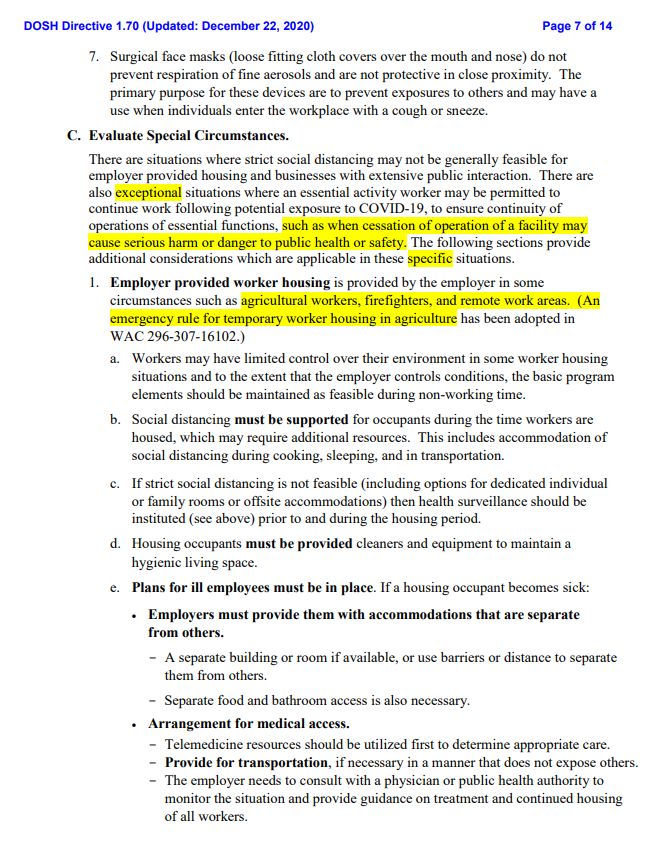 DOSH Directive 1.70 (Updated: December 22, 2020) Page 7 of 14
7. Surgical face masks (loose fitting cloth covers over the mouth and nose) do not
prevent respiration of fine aerosols and are not protective in close proximity. The
primary purpose for these devices are to prevent exposures to others and may have a
use when individuals enter the workplace with a cough or sneeze.
C. Evaluate Special Circumstances.
There are situations where strict social distancing may not be generally feasible for
employer provided housing and businesses with extensive public interaction. There are
also exceptional situations where an essential activity worker may be permitted to
continue work following potential exposure to COVID-19, to ensure continuity of
operations of essential functions, such as when cessation of operation of a facility may
cause serious harm or danger to public health or safety. The following sections provide
additional considerations which are applicable in these specific situations.
1. Employer provided worker housing is provided by the employer in some
circumstances such as agricultural workers, firefighters, and remote work areas. (An
emergency rule for temporary worker housing in agriculture has been adopted in
WAC 296-307-16102.)
a. Workers may have limited control over their environment in some worker housing
situations and to the extent that the employer controls conditions, the basic program
elements should be maintained as feasible during non-working time.
b. Social distancing must be supported for occupants during the time workers are
housed, which may require additional resources. This includes accommodation of
social distancing during cooking, sleeping, and in transportation.
c. If strict social distancing is not feasible (including options for dedicated individual
or family rooms or offsite accommodations) then health surveillance should be
instituted (see above) prior to and during the housing period.
d. Housing occupants must be provided cleaners and equipment to maintain a
hygienic living space.
e. Plans for ill employees must be in place. If a housing occupant becomes sick:
• Employers must provide them with accommodations that are separate
from others.
− A separate building or room if available, or use barriers or distance to separate
them from others.
− Separate food and bathroom access is also necessary.
• Arrangement for medical access.
− Telemedicine resources should be utilized first to determine appropriate care.
− Provide for transportation, if necessary in a manner that does not expose others.
− The employer needs to consult with a physician or public health authority to
monitor the situation and provide guidance on treatment and continued housing
of all workers.